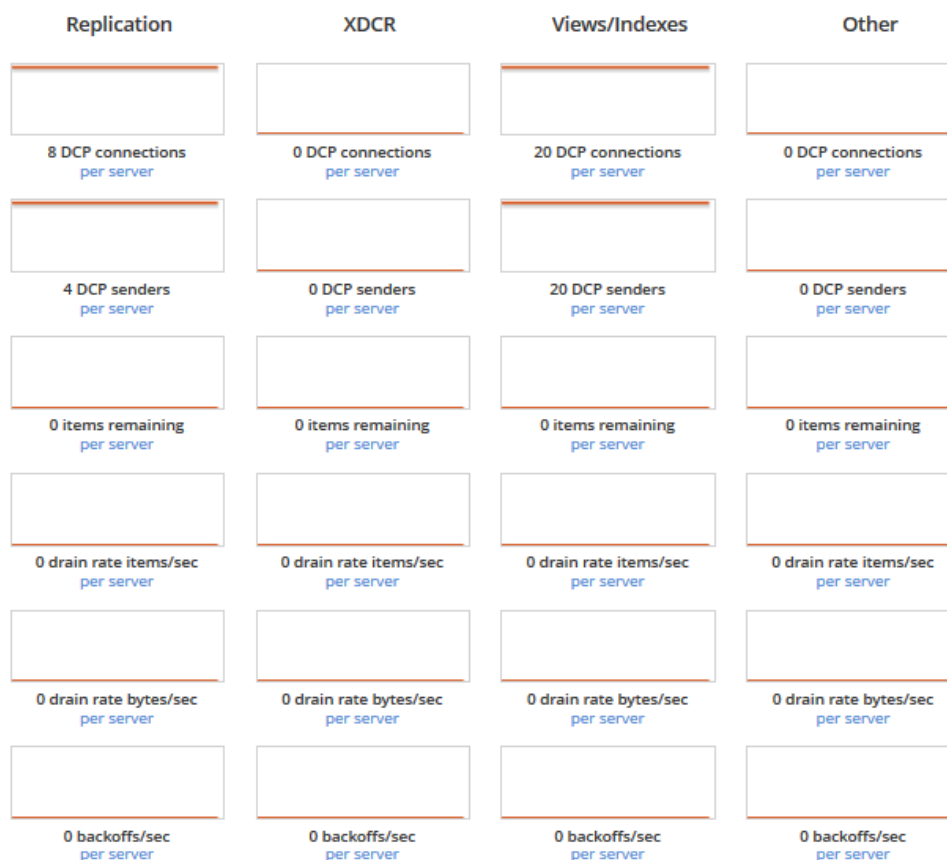 Replication XDCR Views/Indexes Other
8 DCP connections 0 DCP connections 20 DCP connections 0 DCP connections
per server per server per server per server
4 DCP senders 0 DCP senders 20 DCP senders 0 DCP senders
per server per server per server per server
0 items remaining 0 items remaining 0 items remaining 0 items remaining
per server per server per server per server
0 drain rate items/sec 0 drain rate items/sec 0 drain rate items/sec 0 drain rate items/sec
per server per server per server per server
0 drain rate bytes/sec 0 drain rate bytes/sec 0 drain rate bytes/sec 0 drain rate bytes/sec
per server per server per server per server
0 backoffs/sec 0 backoffs/sec 0 backoffs/sec 0 backoffs/sec
per server per server per server per server